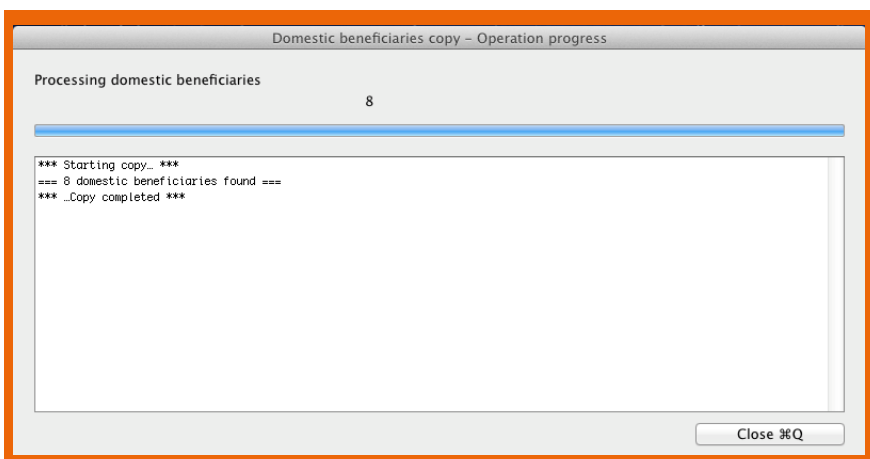 Domestic beneficiaries copy – Operation progress
Processing domestic beneficiaries
8
*** Starting copy… ***
=== 8 domestic beneficiaries found ===
*** …Copy completed ***
Close ⌘Q